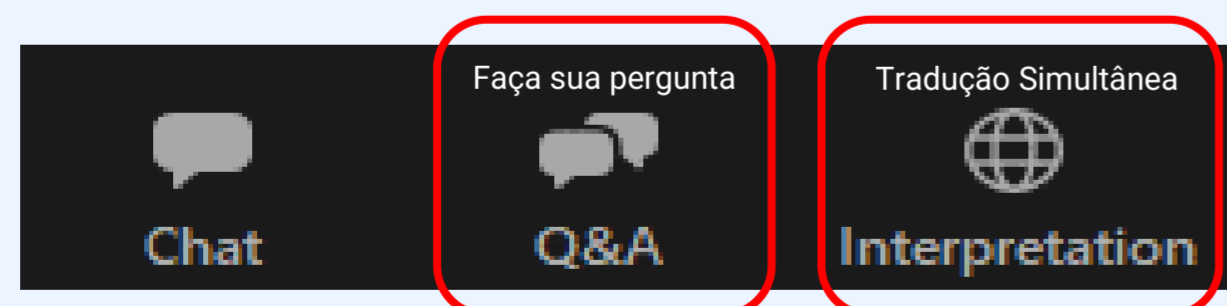 Faça sua pergunta
Tradução Simultânea
Chat
Q&A
Interpretation